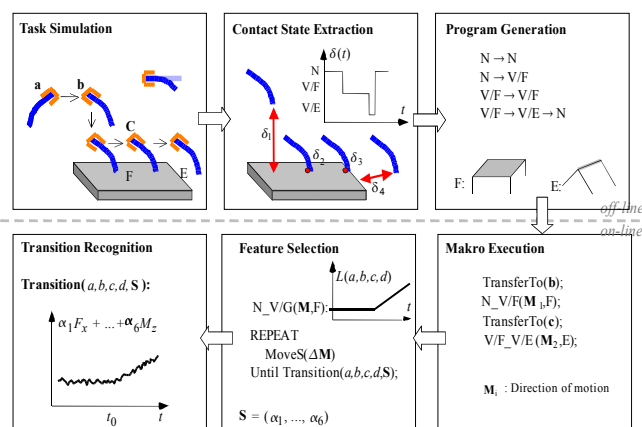 Task Simulation
a
b
C
F
E
Contact State Extraction
δ(t)
N
V/F
V/E
t
δ1
δ2
δ3
δ4
Program Generation
N → N
N → V/F
V/F → V/F
V/F → V/E → N
F:
E:
off-line
on-line
Transition Recognition
Transition(a,b,c,d, S):
α1Fx + ...+α6Mz
t0
t
Feature Selection
L(a,b,c,d)
N_V/G(M,F):
t
REPEAT
MoveS(ΔM)
Until Transition(a,b,c,d,S);
S = (α1, ..., α6)
Makro Execution
TransferTo(b);
N_V/F(M1,F);
TransferTo(c);
V/F_V/E(M2,E);
Mi : Direction of motion